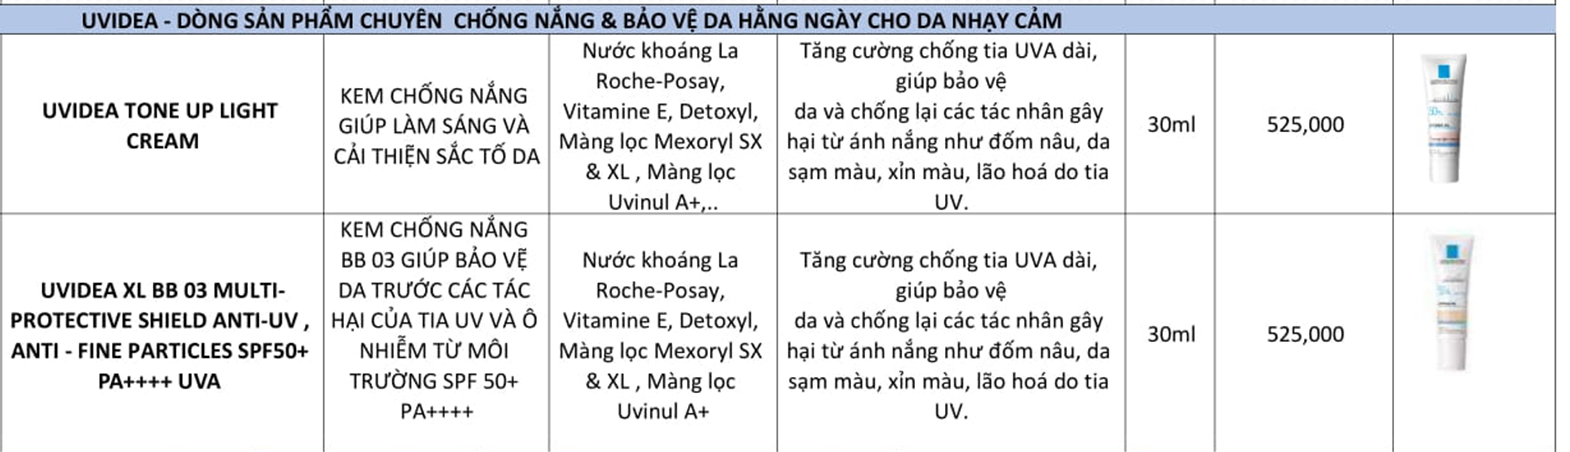 UVIDEA - DÒNG SẢN PHẨM CHUYÊN CHỐNG NẮNG & BẢO VỆ DA HẰNG NGÀY CHO DA NHẠY CẢM
UVIDEA TONE UP LIGHT
CREAM
KEM CHỐNG NẮNG
GIÚP LÀM SÁNG VÀ
CẢI THIỆN SẮC TỐ DA
Nước khoáng La
Roche-Posay,
Vitamine E, Detoxyl,
Màng lọc Mexoryl SX
& XL , Màng lọc
Uvinul A+,..
Tăng cường chống tia UVA dài,
giúp bảo vệ
da và chống lại các tác nhân gây
hại từ ánh nắng như đốm nâu, da
sạm màu, xỉn màu, lão hoá do tia
UV.
30ml
525,000
UVIDEA XL BB 03 MULTI-
PROTECTIVE SHIELD ANTI-UV ,
ANTI - FINE PARTICLES SPF50+
PA++++ UVA
KEM CHỐNG NẮNG
BB 03 GIÚP BẢO VỆ
DA TRƯỚC CÁC TÁC
HẠI CỦA TIA UV VÀ Ô
NHIỄM TỪ MÔI
TRƯỜNG SPF 50+
PA++++
Nước khoáng La
Roche-Posay,
Vitamine E, Detoxyl,
Màng lọc Mexoryl SX
& XL , Màng lọc
Uvinul A+
Tăng cường chống tia UVA dài,
giúp bảo vệ
da và chống lại các tác nhân gây
hại từ ánh nắng như đốm nâu, da
sạm màu, xỉn màu, lão hoá do tia
UV.
30ml
525,000